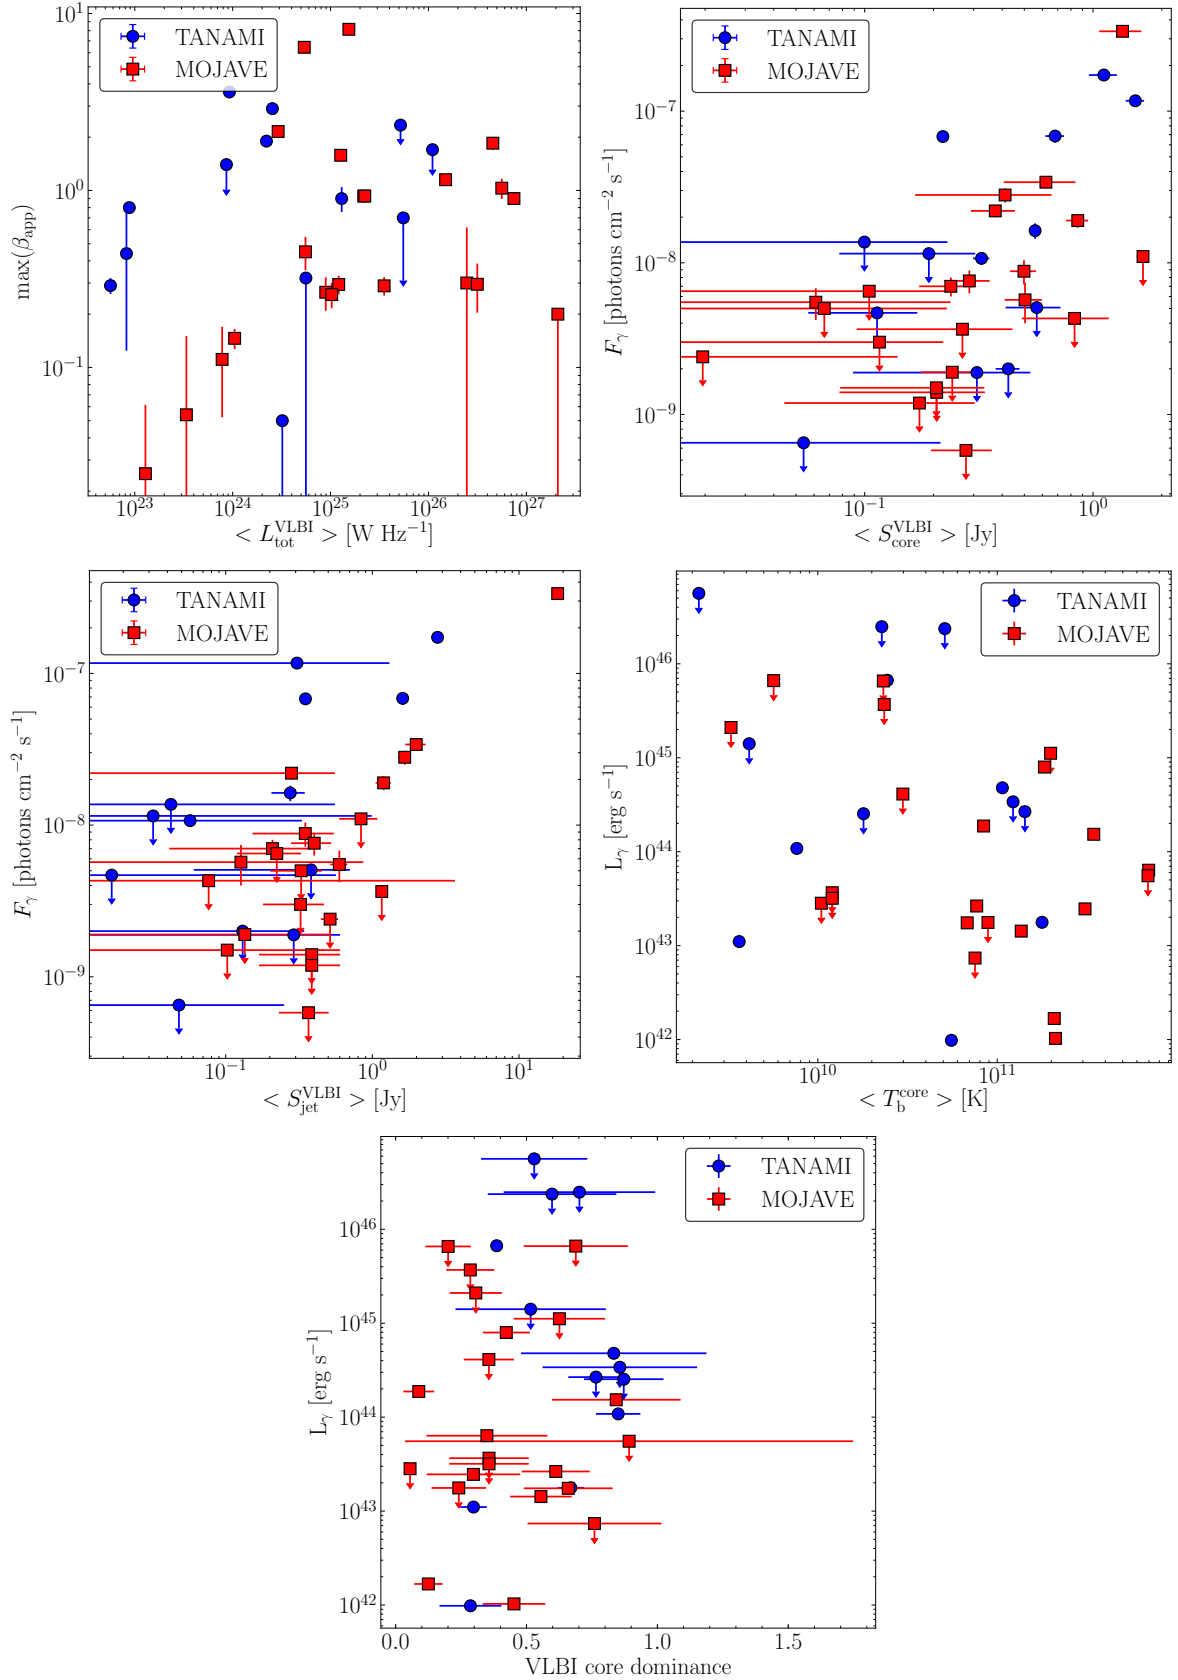 TANAMI
MOJAVE
10^1
10^0
10^{-1}
max(β_app)
10^23 10^24 10^25 10^26 10^27
< L_tot^VLBI > [W Hz^{-1}]
TANAMI
MOJAVE
10^{-7}
10^{-8}
10^{-9}
F_γ [photons cm^{-2} s^{-1}]
10^{-1} 10^0
< S_core^VLBI > [Jy]
TANAMI
MOJAVE
10^{-7}
10^{-8}
10^{-9}
F_γ [photons cm^{-2} s^{-1}]
10^{-1} 10^0 10^1
< S_jet^VLBI > [Jy]
TANAMI
MOJAVE
10^46
10^45
10^44
10^43
10^42
L_γ [erg s^{-1}]
10^10 10^11
< T_b^core > [K]
TANAMI
MOJAVE
10^46
10^45
10^44
10^43
10^42
L_γ [erg s^{-1}]
0.0 0.5 1.0 1.5
VLBI core dominance